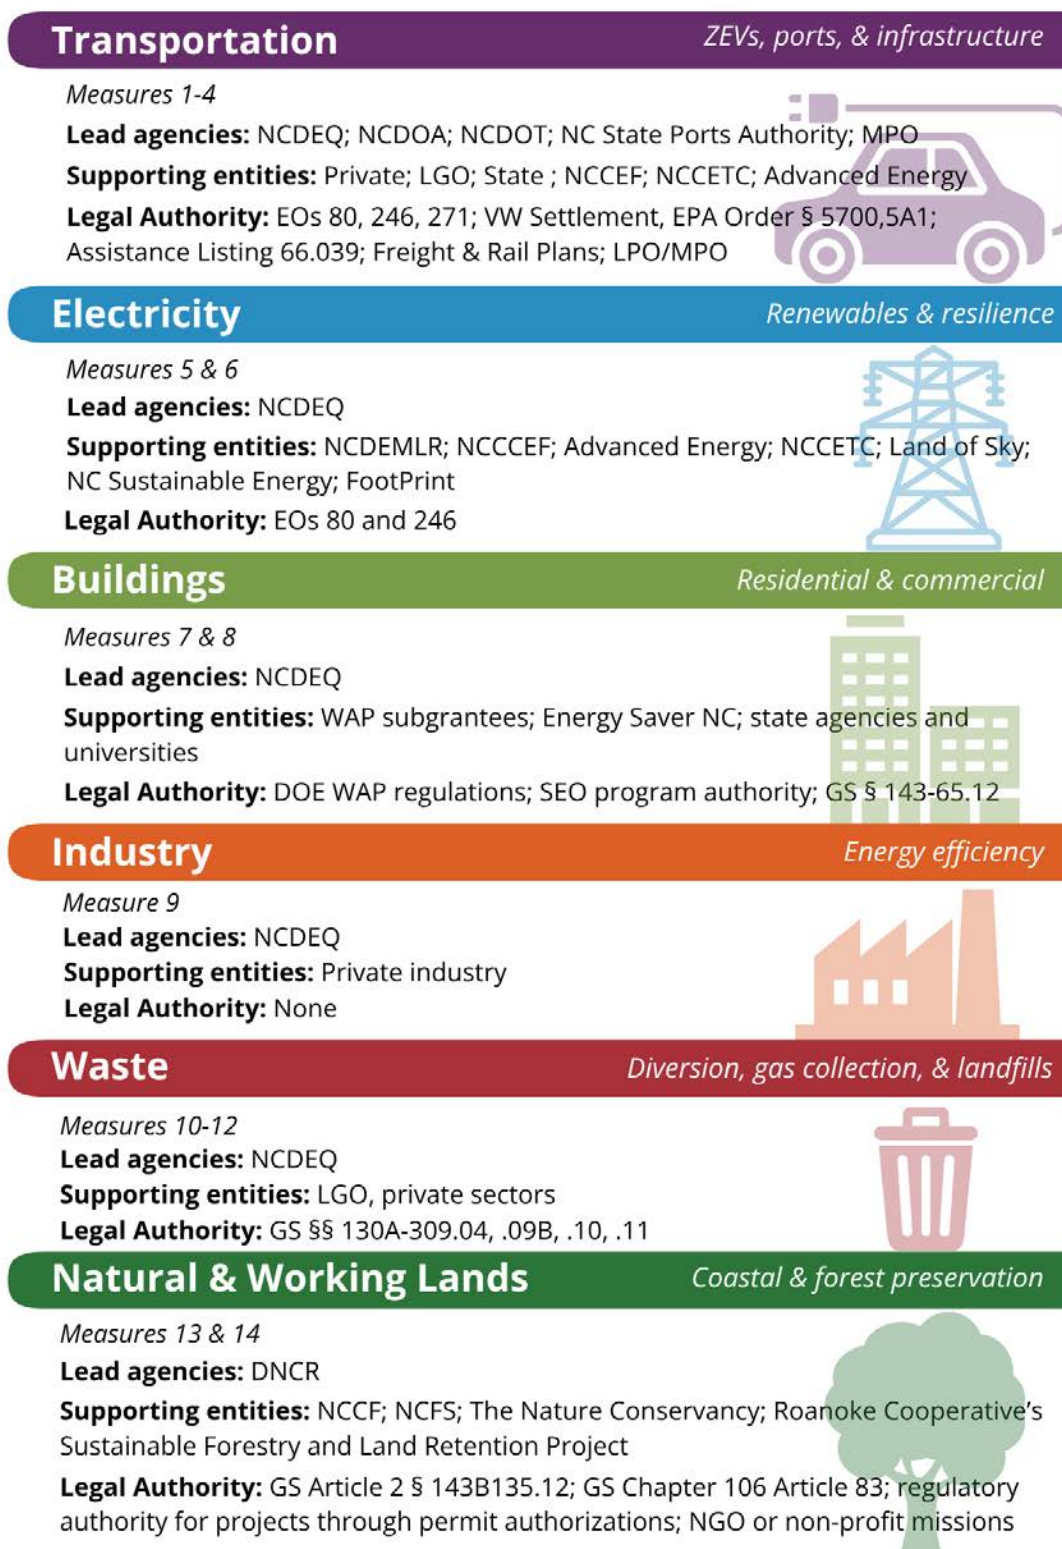 Transportation
ZEVs, ports, & infrastructure
Measures 1-4
Lead agencies: NCDEQ; NCDOA; NCDOT; NC State Ports Authority; MPO
Supporting entities: Private; LGO; State ; NCCEF; NCCETC; Advanced Energy
Legal Authority: EOs 80, 246, 271; VW Settlement, EPA Order § 5700,5A1;
Assistance Listing 66.039; Freight & Rail Plans; LPO/MPO
Electricity
Renewables & resilience
Measures 5 & 6
Lead agencies: NCDEQ
Supporting entities: NCDEMLR; NCCCEF; Advanced Energy; NCCETC; Land of Sky;
NC Sustainable Energy; FootPrint
Legal Authority: EOs 80 and 246
Buildings
Residential & commercial
Measures 7 & 8
Lead agencies: NCDEQ
Supporting entities: WAP subgrantees; Energy Saver NC; state agencies and
universities
Legal Authority: DOE WAP regulations; SEO program authority; GS § 143-65.12
Industry
Energy efficiency
Measure 9
Lead agencies: NCDEQ
Supporting entities: Private industry
Legal Authority: None
Waste
Diversion, gas collection, & landfills
Measures 10-12
Lead agencies: NCDEQ
Supporting entities: LGO, private sectors
Legal Authority: GS §§ 130A-309.04, .09B, .10, .11
Natural & Working Lands
Coastal & forest preservation
Measures 13 & 14
Lead agencies: DNCR
Supporting entities: NCCF; NCFS; The Nature Conservancy; Roanoke Cooperative's
Sustainable Forestry and Land Retention Project
Legal Authority: GS Article 2 § 143B135.12; GS Chapter 106 Article 83; regulatory
authority for projects through permit authorizations; NGO or non-profit missions